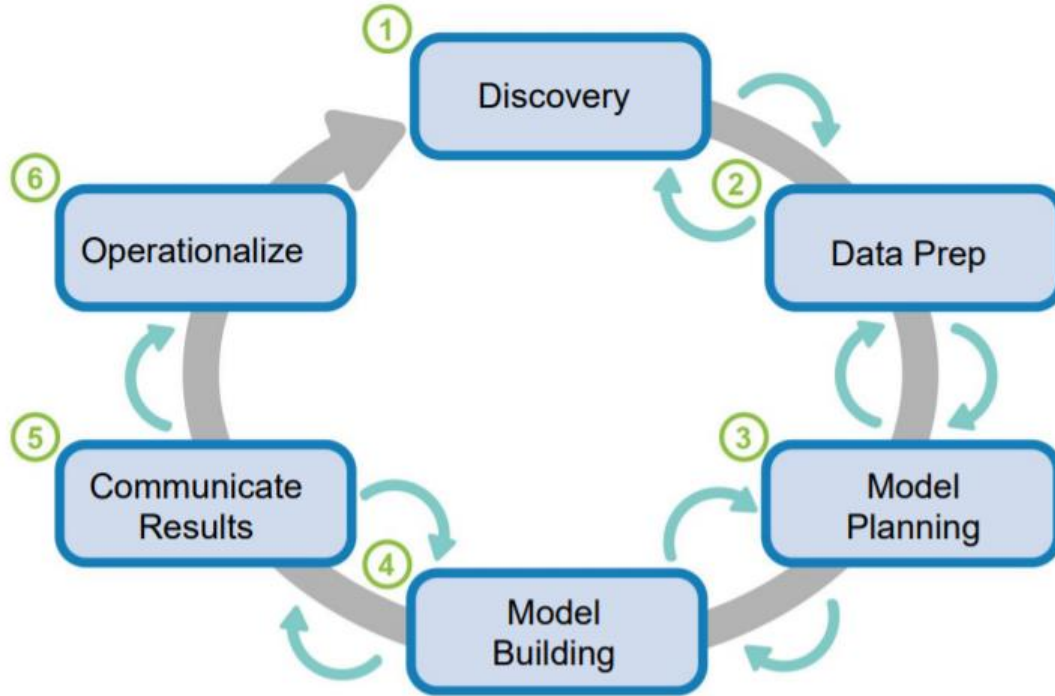 1
Discovery
2
Data Prep
3
Model
Planning
4
Model
Building
5
Communicate
Results
6
Operationalize